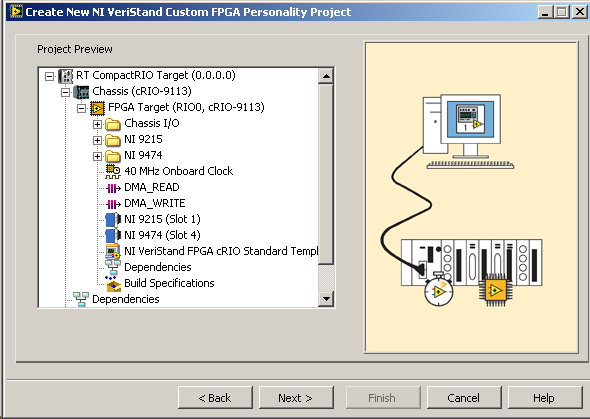 Create New NI VeriStand Custom FPGA Personality Project
Project Preview
RT CompactRIO Target (0.0.0.0)
Chassis (cRIO-9113)
FPGA Target (RIO0, cRIO-9113)
Chassis I/O
NI 9215
NI 9474
40 MHz Onboard Clock
DMA_READ
DMA_WRITE
NI 9215 (Slot 1)
NI 9474 (Slot 4)
NI VeriStand FPGA cRIO Standard Templ
Dependencies
Build Specifications
Dependencies
< Back Next > Finish Cancel Help